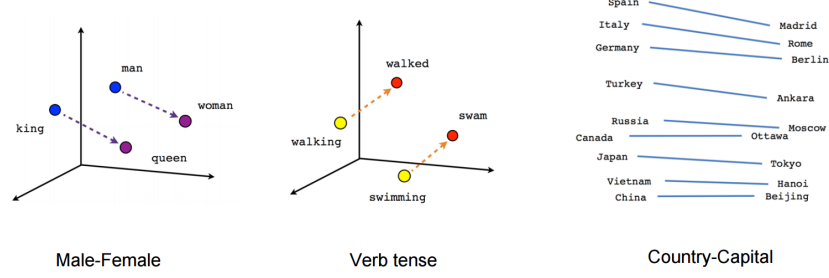 man
woman
king
queen
Male-Female
walked
swam
walking
swimming
Verb tense
Spain
Madrid
Italy
Rome
Germany
Berlin
Turkey
Ankara
Russia
Moscow
Canada
Ottawa
Japan
Tokyo
Vietnam
Hanoi
China
Beijing
Country-Capital